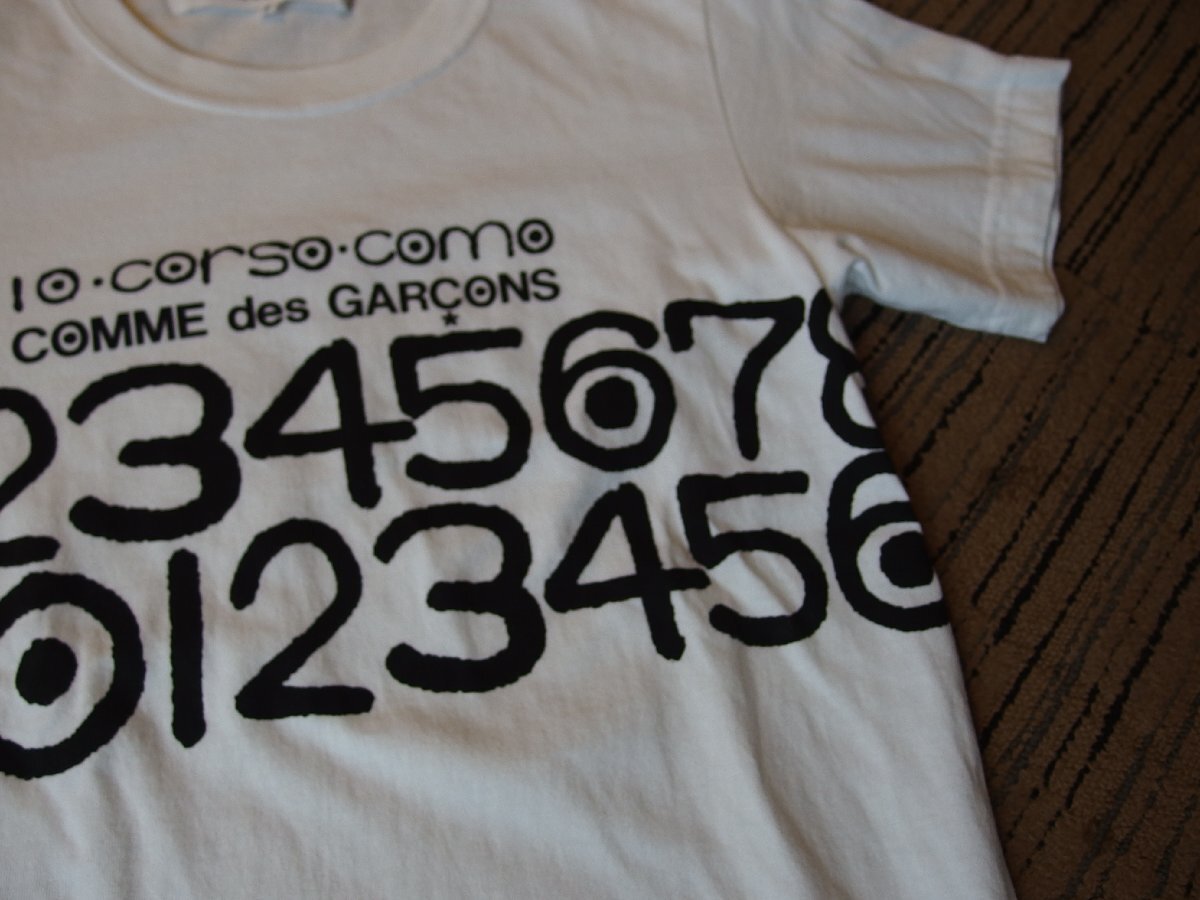 10·corso·como
COMME des GARÇONS
2345678
0123456